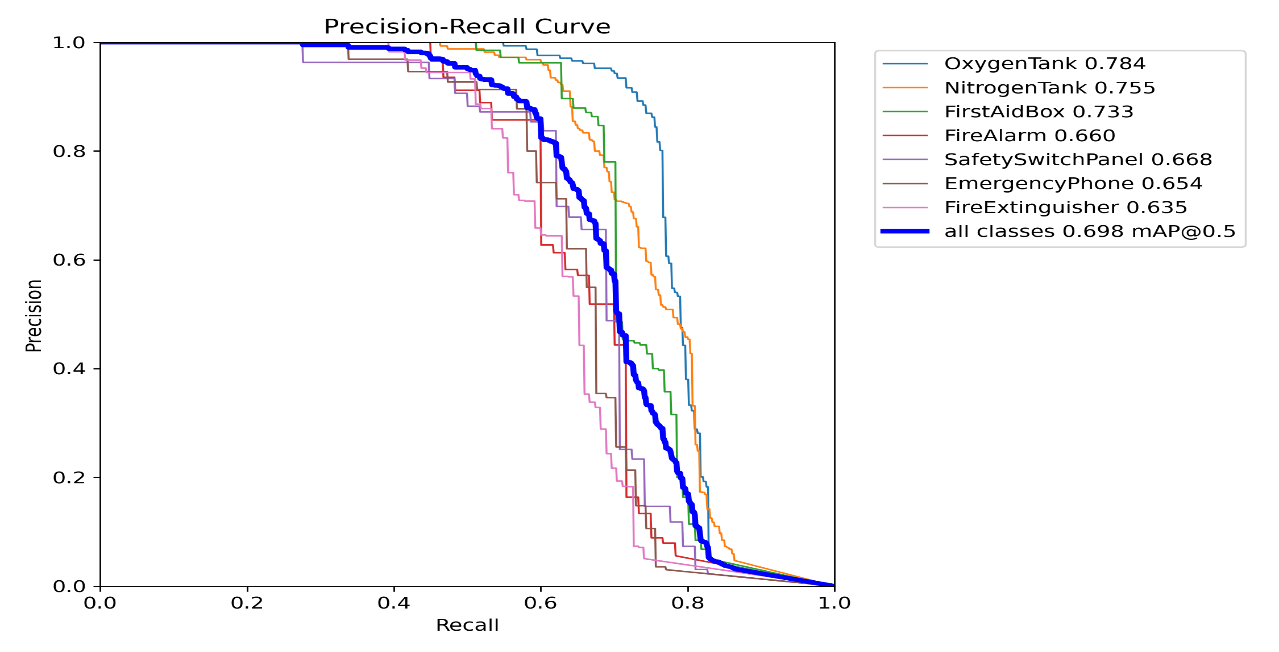 Precision-Recall Curve
1.0
0.8
0.6
0.4
0.2
0.0
Precision
0.0 0.2 0.4 0.6 0.8 1.0
Recall
OxygenTank 0.784
NitrogenTank 0.755
FirstAidBox 0.733
FireAlarm 0.660
SafetySwitchPanel 0.668
EmergencyPhone 0.654
FireExtinguisher 0.635
all classes 0.698 mAP@0.5